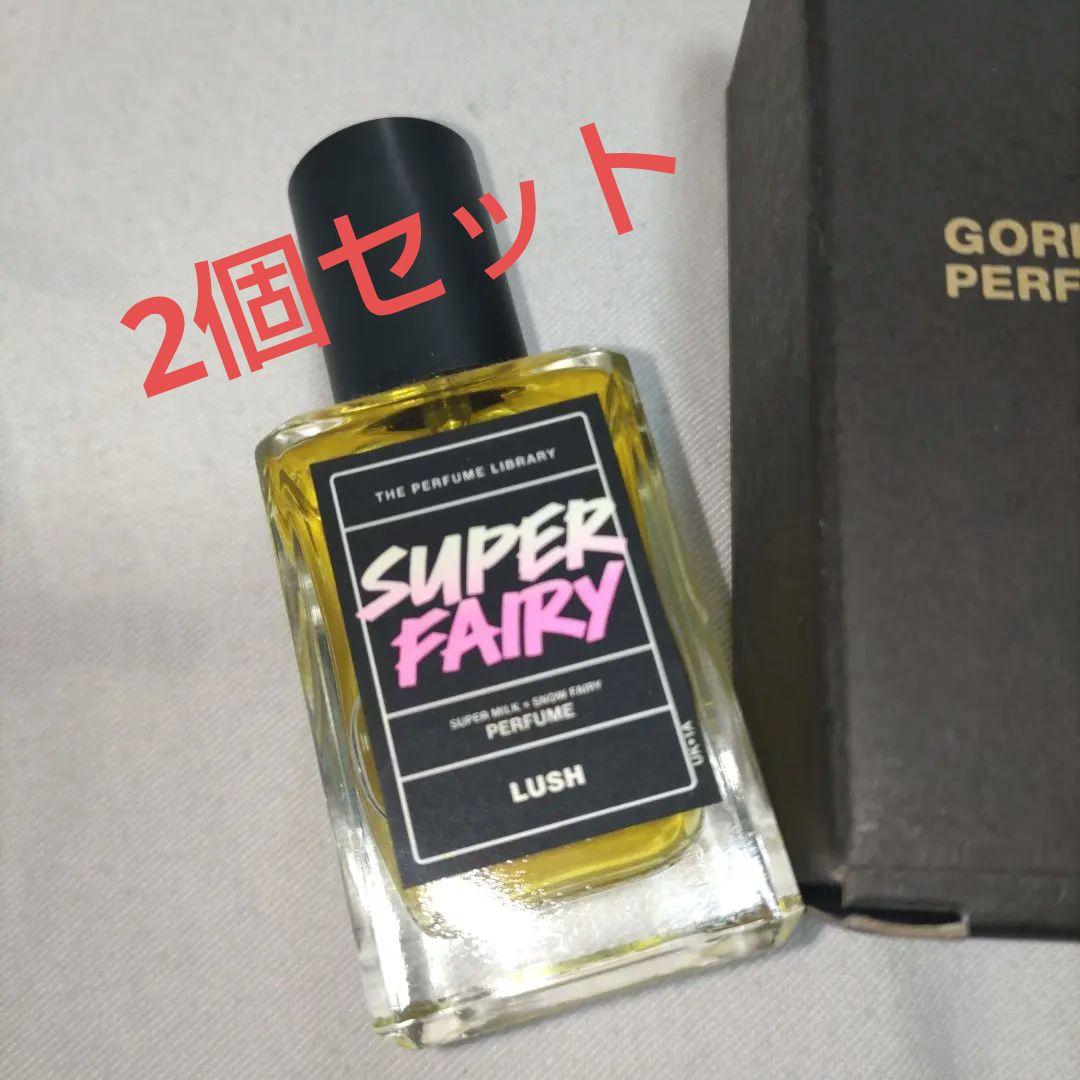 2個セット
THE PERFUME LIBRARY
SUPER
FAIRY
SUPER MILK + SNOW FAIRY
PERFUME
LUSH
UK•IA
GORI
PERF